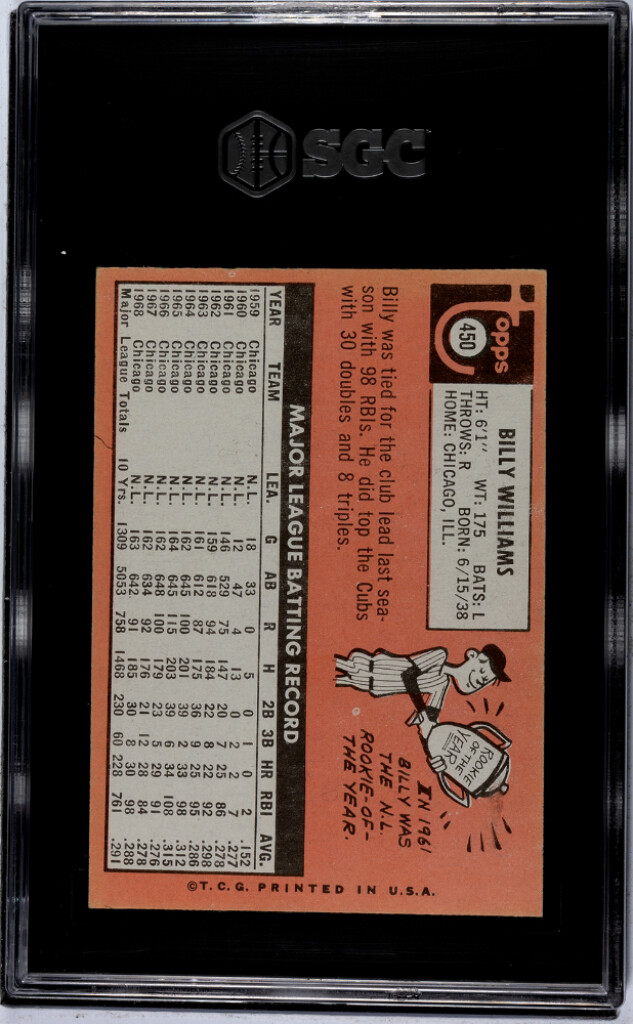 SGC
Topps
450
BILLY WILLIAMS
HT: 6'1" WT: 175 BATS: L
THROWS: R BORN: 6/15/38
HOME: CHICAGO, ILL.
Billy was tied for the club lead last sea-
son with 98 RBIs. He did top the Cubs
with 30 doubles and 8 triples.
ROOKIE
OF THE
YEAR
IN 1961
BILLY WAS
THE N.L.
ROOKIE-OF-
THE YEAR.
MAJOR LEAGUE BATTING RECORD
YEAR TEAM LEA. G AB R H 2B 3B HR RBI AVG.
1959 Chicago N.L. 18 33 0 5 0 1 0 2 .152
1960 Chicago N.L. 12 47 4 13 0 2 2 7 .277
1961 Chicago N.L. 146 529 75 147 20 7 25 86 .278
1962 Chicago N.L. 159 618 94 184 22 8 22 92 .298
1963 Chicago N.L. 161 612 87 175 36 9 25 95 .286
1964 Chicago N.L. 162 645 100 201 39 2 33 98 .312
1965 Chicago N.L. 164 645 115 203 39 6 34 108 .315
1966 Chicago N.L. 162 648 100 179 23 5 29 91 .276
1967 Chicago N.L. 162 634 92 176 21 12 28 84 .278
1968 Chicago N.L. 163 642 91 185 30 8 30 98 .288
Major League Totals 10 Yrs. 1309 5053 758 1468 230 60 228 761 .291
©T.C.G. PRINTED IN U.S.A.